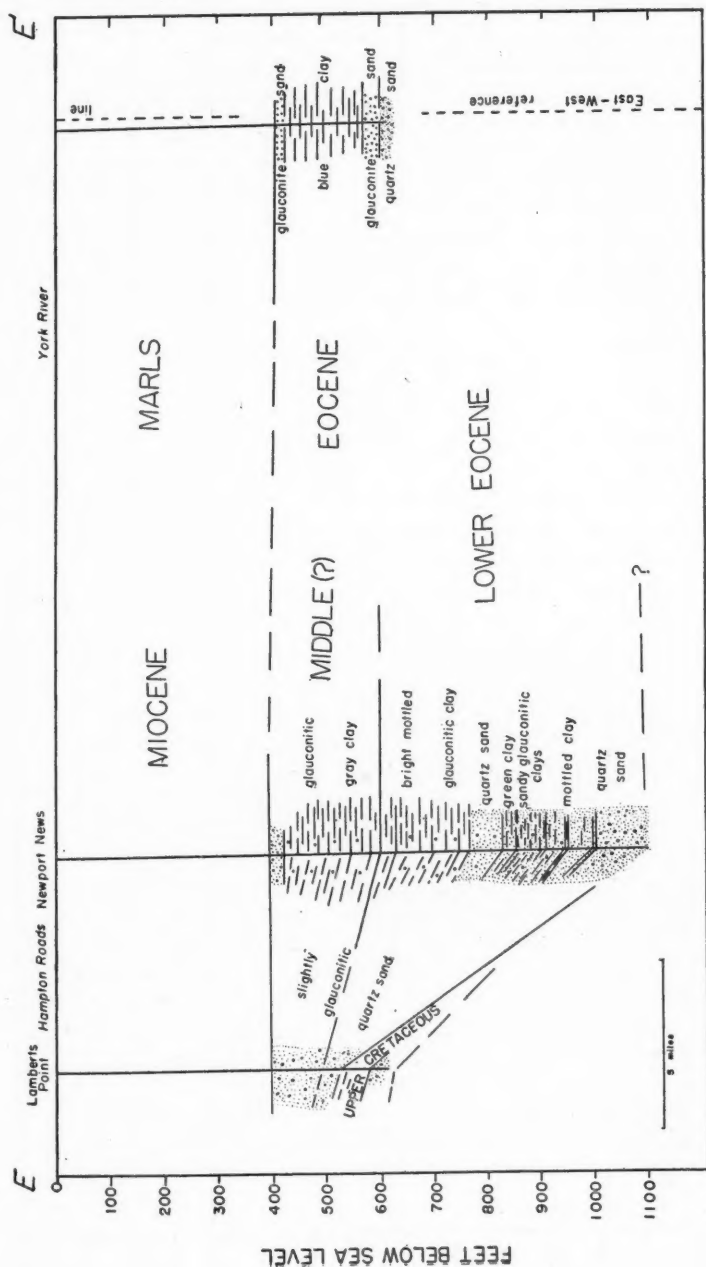 E
E'
Lamberts
Point
Hampton Roads
Newport News
York River
0
100
200
300
400
500
600
700
800
900
1000
1100
FEET BELOW SEA LEVEL
MIOCENE
MARLS
MIDDLE (?)
EOCENE
LOWER EOCENE
UPPER CRETACEOUS
slightly
glauconitic
quartz sand
glauconitic
gray clay
bright mottled
glauconitic clay
quartz sand
green clay
sandy glauconitic
clays
mottled clay
quartz
sand
?
glauconite sand
blue clay
glauconite sand
quartz sand
line
East-West
reference
5 miles